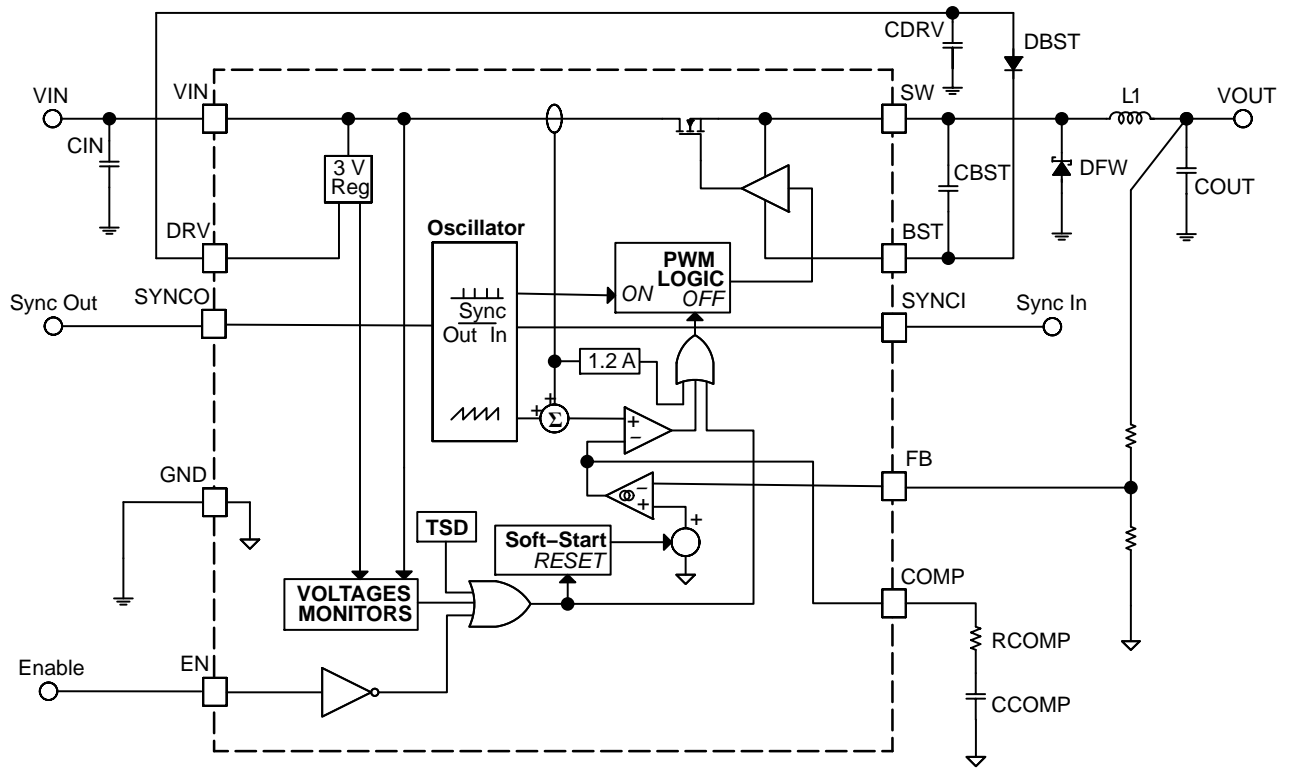 CDRV
DBST
VIN
VIN
SW
L1
VOUT
CIN
3 V
Reg
CBST
DFW
COUT
DRV
Oscillator
BST
PWM
LOGIC
ON
OFF
Sync Out
SYNCO
SYNCI
Sync In
Sync
Out In
1.2 A
+
+
Σ
+
−
GND
FB
−
+
+
TSD
Soft−Start
RESET
COMP
VOLTAGES
MONITORS
RCOMP
Enable
EN
CCOMP